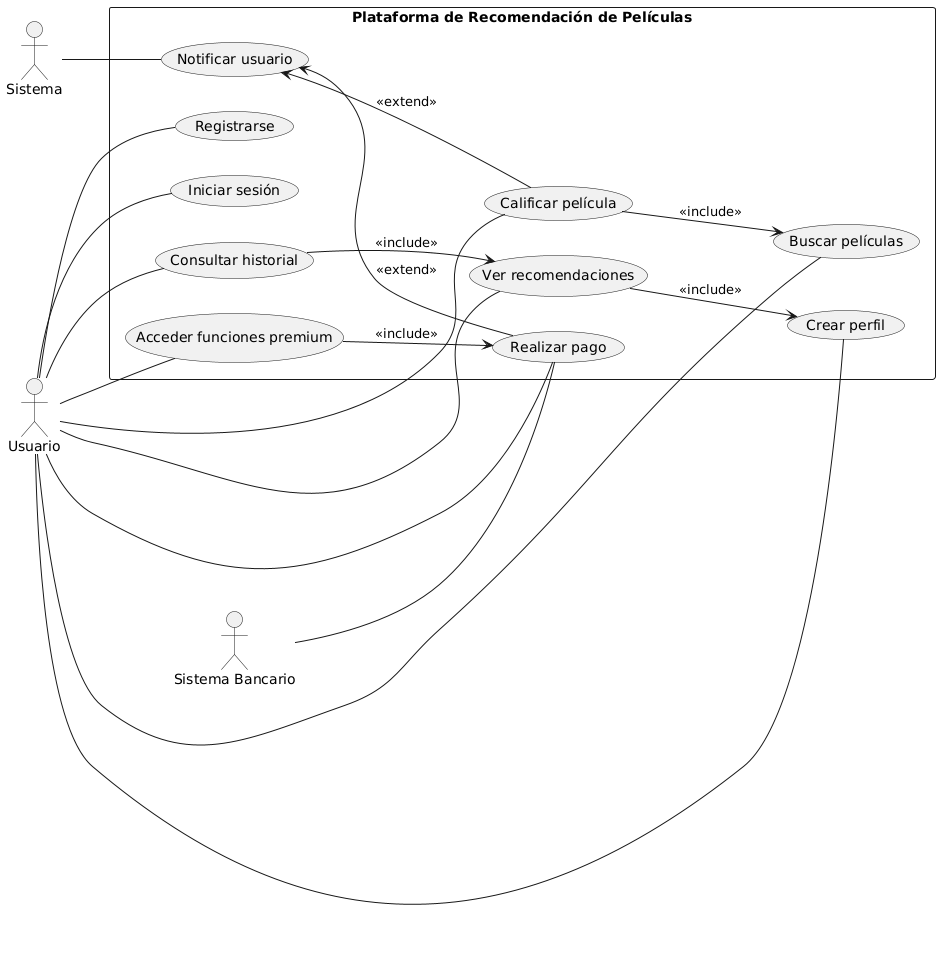 Plataforma de Recomendación de Películas
Sistema
Notificar usuario
«extend»
Registrarse
Iniciar sesión
Calificar película
«include»
Buscar películas
Consultar historial
«include»
Ver recomendaciones
«extend»
«include»
Crear perfil
Acceder funciones premium
«include»
Realizar pago
Usuario
Sistema Bancario